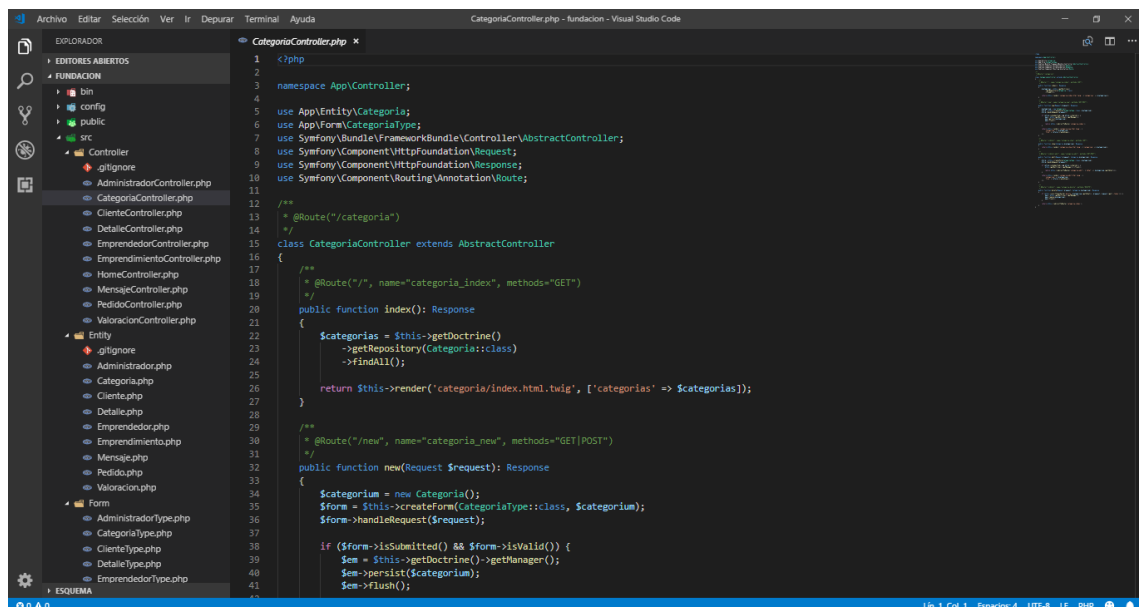 Archivo Editar Selección Ver Ir Depurar Terminal Ayuda
CategoriaController.php - fundacion - Visual Studio Code
EXPLORADOR
EDITORES ABIERTOS
FUNDACION
bin
config
public
src
Controller
.gitignore
AdministradorController.php
CategoriaController.php
ClienteController.php
DetalleController.php
EmprendedorController.php
EmprendimientoController.php
HomeController.php
MensajeController.php
PedidoController.php
ValoracionController.php
Entity
.gitignore
Administrador.php
Categoria.php
Cliente.php
Detalle.php
Emprendedor.php
Emprendimiento.php
Mensaje.php
Pedido.php
Valoracion.php
Form
AdministradorType.php
CategoriaType.php
ClienteType.php
DetalleType.php
EmprendedorType.php
ESQUEMA
CategoriaController.php ×
1 <?php
2
3 namespace App\Controller;
4
5 use App\Entity\Categoria;
6 use App\Form\CategoriaType;
7 use Symfony\Bundle\FrameworkBundle\Controller\AbstractController;
8 use Symfony\Component\HttpFoundation\Request;
9 use Symfony\Component\HttpFoundation\Response;
10 use Symfony\Component\Routing\Annotation\Route;
11
12 /**
13 * @Route("/categoria")
14 */
15 class CategoriaController extends AbstractController
16 {
17 /**
18 * @Route("/", name="categoria_index", methods="GET")
19 */
20 public function index(): Response
21 {
22 $categorias = $this->getDoctrine()
23 ->getRepository(Categoria::class)
24 ->findAll();
25
26 return $this->render('categoria/index.html.twig', ['categorias' => $categorias]);
27 }
28
29 /**
30 * @Route("/new", name="categoria_new", methods="GET|POST")
31 */
32 public function new(Request $request): Response
33 {
34 $categorium = new Categoria();
35 $form = $this->createForm(CategoriaType::class, $categorium);
36 $form->handleRequest($request);
37
38 if ($form->isSubmitted() && $form->isValid()) {
39 $em = $this->getDoctrine()->getManager();
40 $em->persist($categorium);
41 $em->flush();
0 0
Lín. 1, Col. 1 Espacios: 4 UTF-8 LF PHP